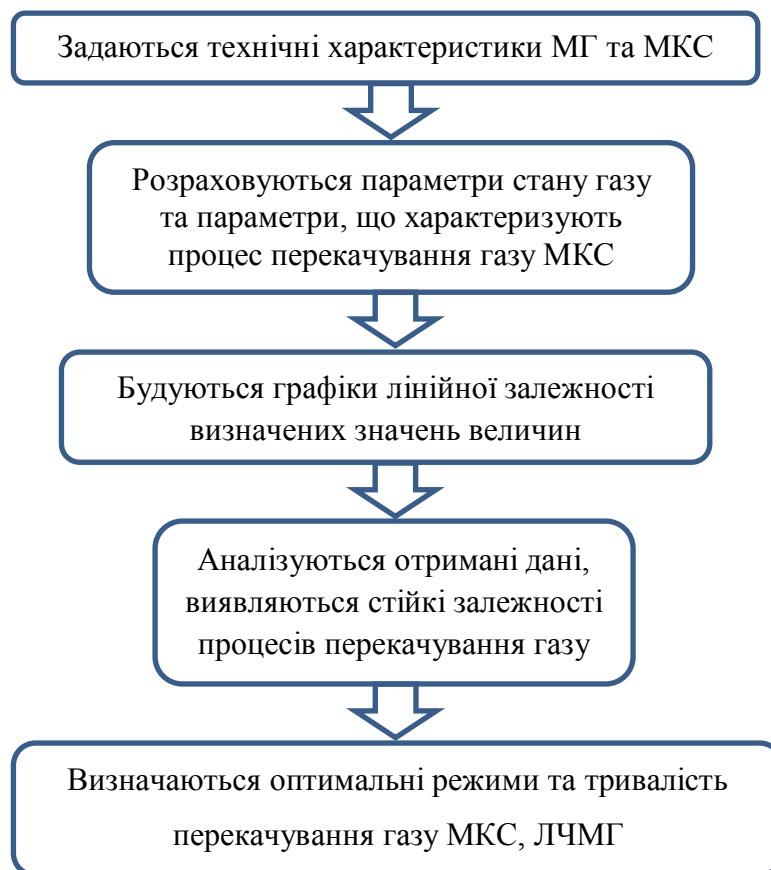 Задаються технічні характеристики МГ та МКС
Розраховуються параметри стану газу
та параметри, що характеризують
процес перекачування газу МКС
Будуються графіки лінійної залежності
визначених значень величин
Аналізуються отримані дані,
виявляються стійкі залежності
процесів перекачування газу
Визначаються оптимальні режими та тривалість
перекачування газу МКС, ЛЧМГ